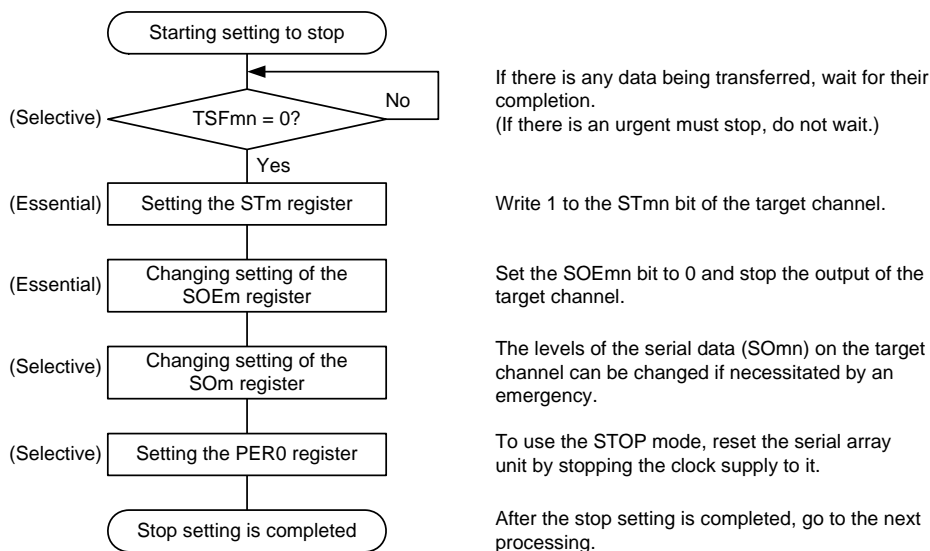 Starting setting to stop
No
(Selective)
TSFmn = 0?
If there is any data being transferred, wait for their
completion.
(If there is an urgent must stop, do not wait.)
Yes
(Essential)
Setting the STm register
Write 1 to the STmn bit of the target channel.
(Essential)
Changing setting of the
SOEm register
Set the SOEmn bit to 0 and stop the output of the
target channel.
(Selective)
Changing setting of the
SOm register
The levels of the serial data (SOmn) on the target
channel can be changed if necessitated by an
emergency.
(Selective)
Setting the PER0 register
To use the STOP mode, reset the serial array
unit by stopping the clock supply to it.
Stop setting is completed
After the stop setting is completed, go to the next
processing.